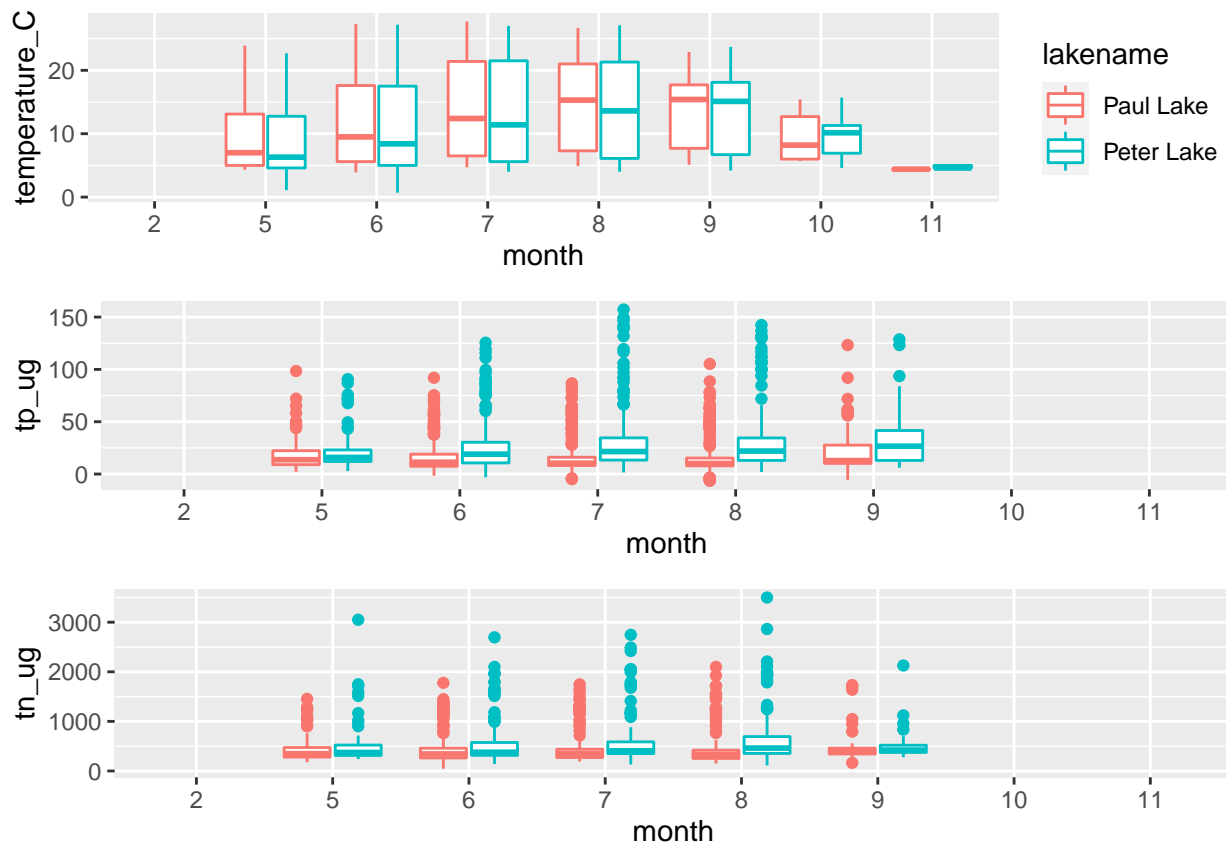 temperature_C
20
10
0
2 5 6 7 8 9 10 11
month
lakename
Paul Lake
Peter Lake
tp_ug
150
100
50
0
2 5 6 7 8 9 10 11
month
tn_ug
3000
2000
1000
0
2 5 6 7 8 9 10 11
month